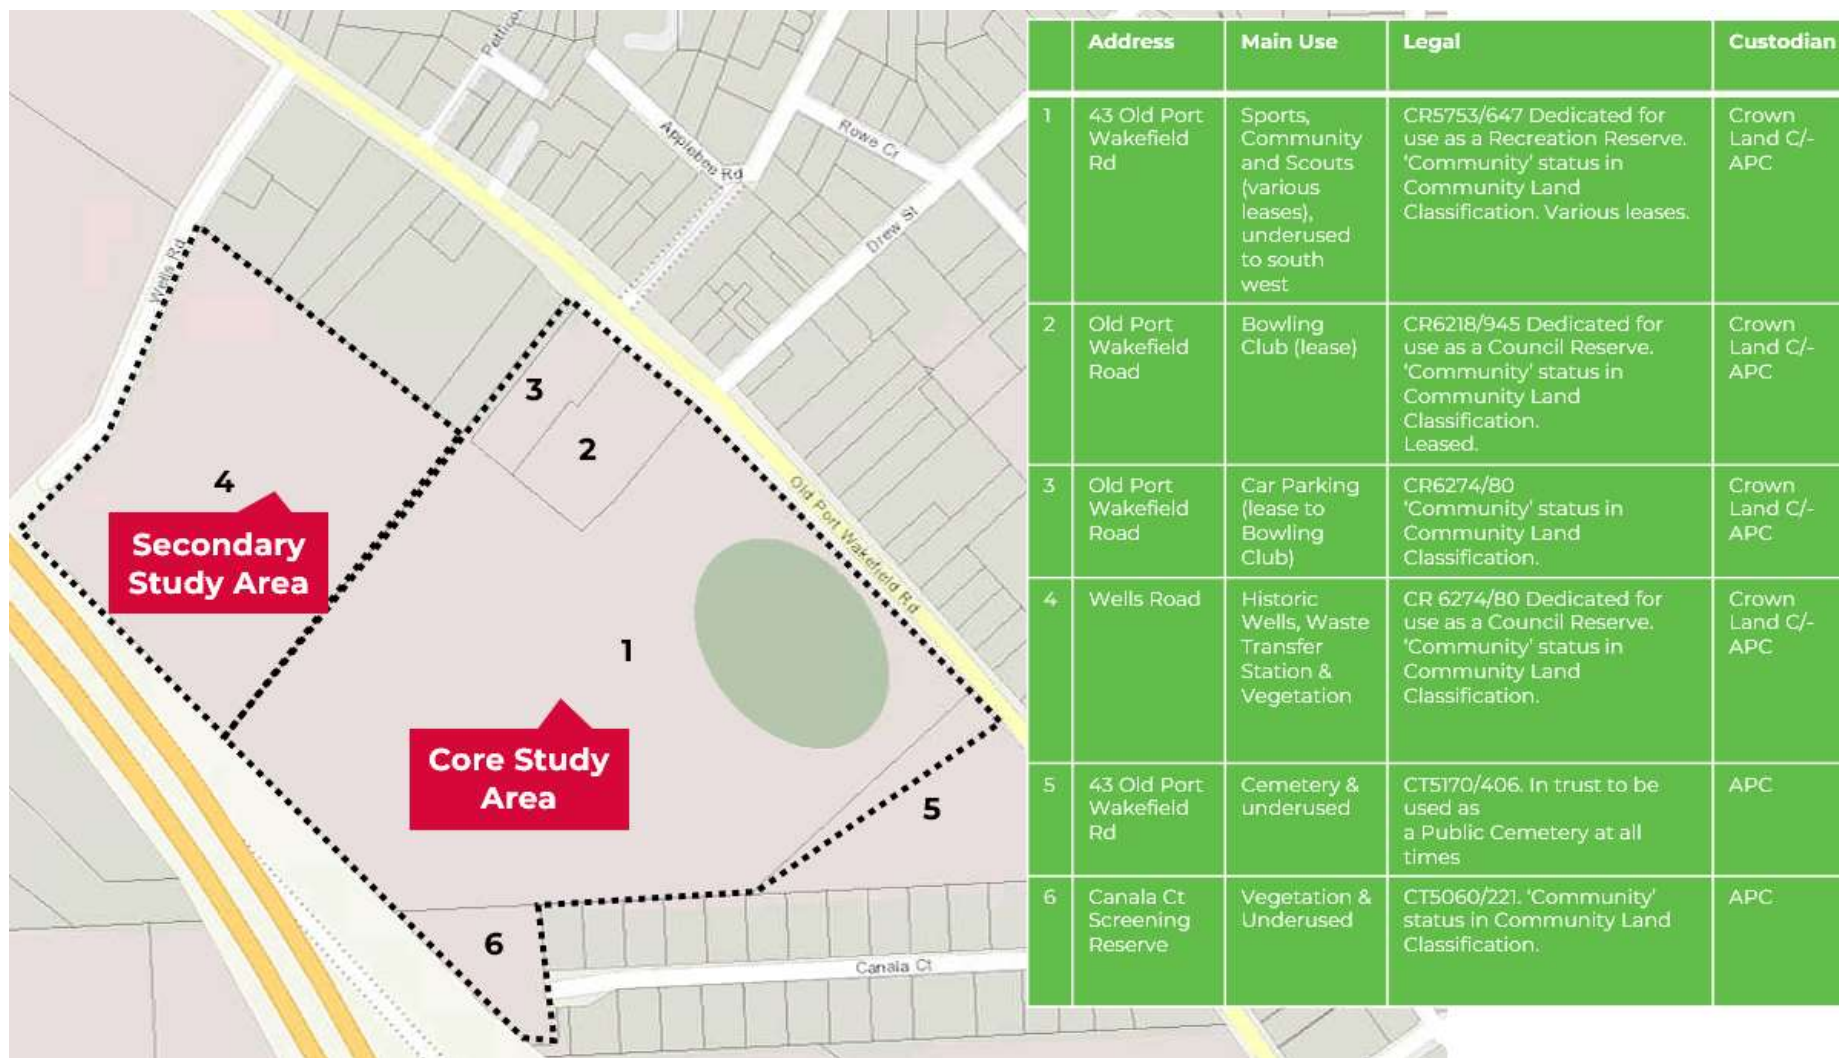 Pettico
Applebee Rd
Rowe Cr
Drew St
Wells Rd
Old Port Wakefield Rd
Canala Ct
3
2
4
Secondary
Study Area
1
Core Study
Area
5
6
Address Main Use Legal Custodian
1 43 Old Port
Wakefield
Rd
Sports,
Community
and Scouts
(various
leases),
underused
to south
west
CR5753/647 Dedicated for
use as a Recreation Reserve.
‘Community’ status in
Community Land
Classification. Various leases.
Crown
Land C/-
APC
2 Old Port
Wakefield
Road
Bowling
Club (lease)
CR6218/945 Dedicated for
use as a Council Reserve.
‘Community’ status in
Community Land
Classification.
Leased.
Crown
Land C/-
APC
3 Old Port
Wakefield
Road
Car Parking
(lease to
Bowling
Club)
CR6274/80
‘Community’ status in
Community Land
Classification.
Crown
Land C/-
APC
4 Wells Road
Historic
Wells, Waste
Transfer
Station &
Vegetation
CR 6274/80 Dedicated for
use as a Council Reserve.
‘Community’ status in
Community Land
Classification.
Crown
Land C/-
APC
5 43 Old Port
Wakefield
Rd
Cemetery &
underused
CT5170/406. In trust to be
used as
a Public Cemetery at all
times
APC
6 Canala Ct
Screening
Reserve
Vegetation &
Underused
CT5060/221. ‘Community’
status in Community Land
Classification.
APC